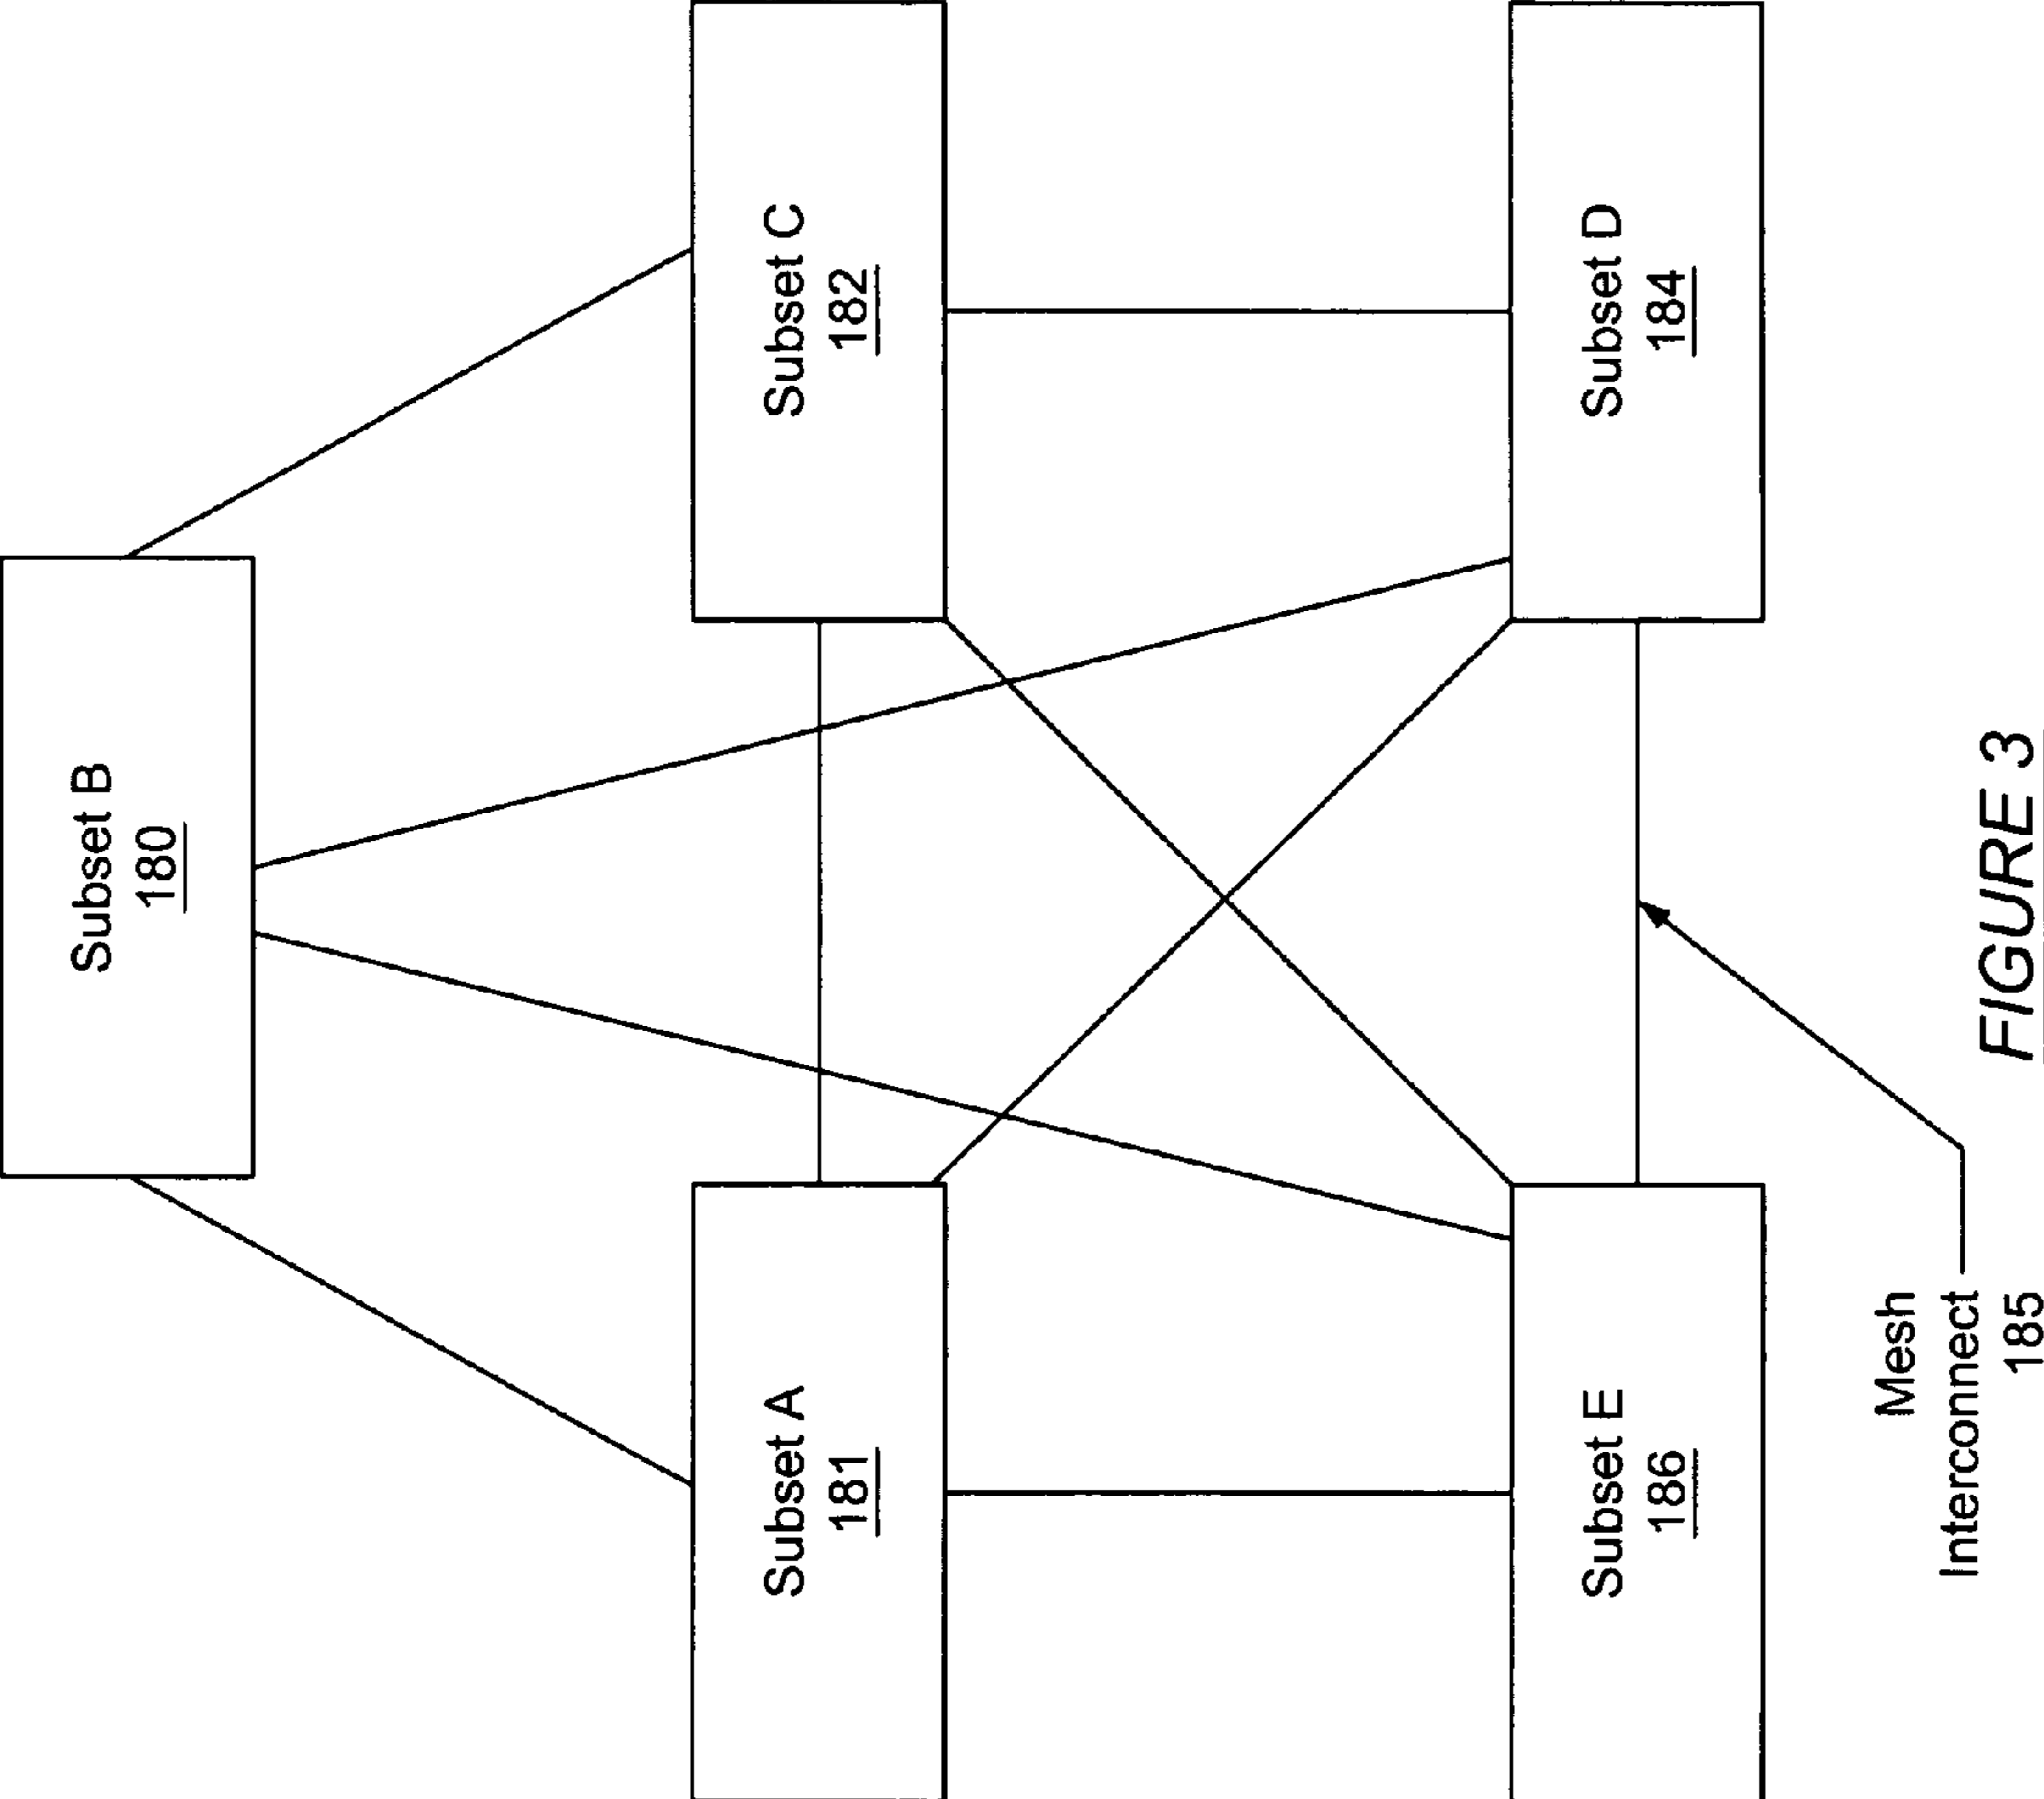 Subset B
180
Subset A
181
Subset C
182
Subset E
186
Subset D
184
Mesh
Interconnect
185
FIGURE 3